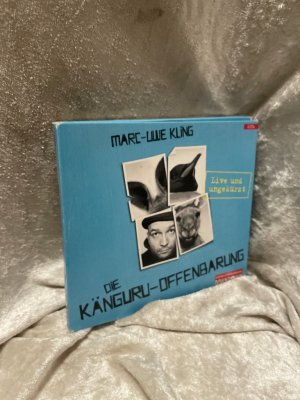 MARC-UWE KLING
Live und
ungekürzt
DIE
KÄNGURU-OFFENBARUNG